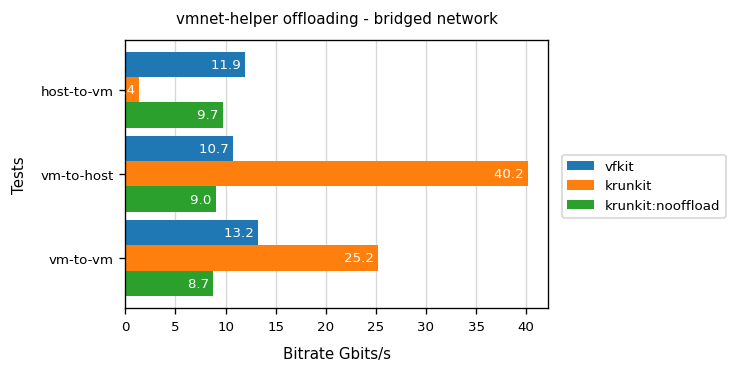 vmnet-helper offloading - bridged network
host-to-vm
11.9
4
9.7
vm-to-host
10.7
40.2
9.0
vm-to-vm
13.2
25.2
8.7
Tests
0 5 10 15 20 25 30 35 40
Bitrate Gbits/s
vfkit
krunkit
krunkit:nooffload